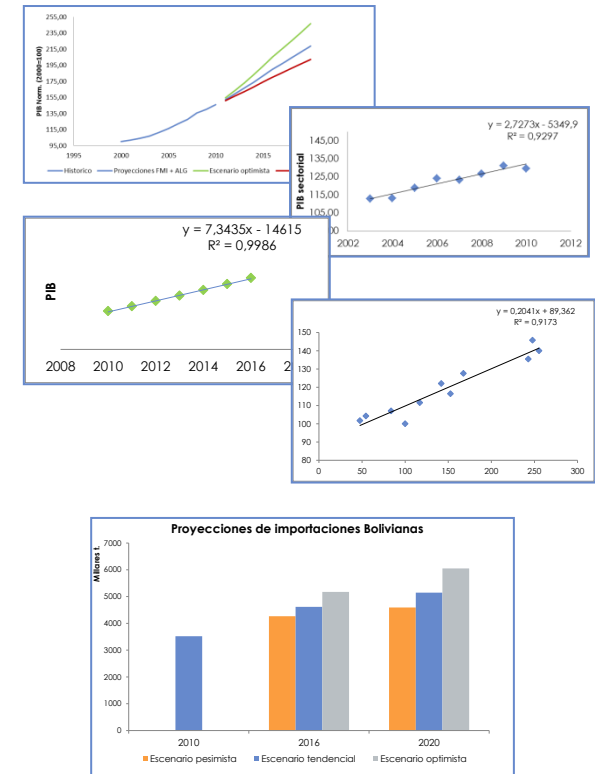 255,00
235,00
215,00
195,00
175,00
155,00
135,00
115,00
95,00
PIB Norm. (2000=100)
1995 2000 2005 2010 2015
Historico Proyecciones FMI + ALG Escenario optimista
y = 2,7273x - 5349,9
R² = 0,9297
145,00
135,00
125,00
115,00
105,00
00
PIB sectorial
2002 2004 2006 2008 2010 2012
y = 7,3435x - 14615
R² = 0,9986
PIB
2008 2010 2012 2014 2016 2
y = 0,2041x + 89,362
R² = 0,9173
150
140
130
120
110
100
90
80
0 50 100 150 200 250 300
Proyecciones de importaciones Bolivianas
Millares t.
7000
6000
5000
4000
3000
2000
1000
0
2010 2016 2020
Escenario pesimista Escenario tendencial Escenario optimista